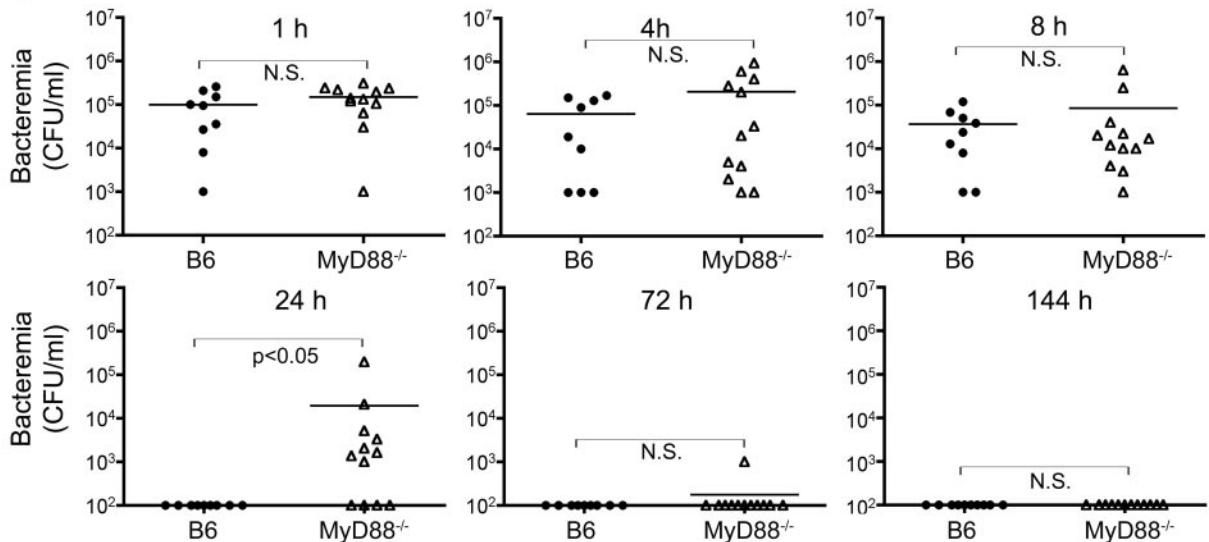 1 h
4h
8 h
Bacteremia
(CFU/ml)
10⁷
10⁶
10⁵
10⁴
10³
10²
N.S.
B6
MyD88⁻/⁻
10⁷
10⁶
10⁵
10⁴
10³
10²
N.S.
B6
MyD88⁻/⁻
10⁷
10⁶
10⁵
10⁴
10³
10²
N.S.
B6
MyD88⁻/⁻
24 h
72 h
144 h
Bacteremia
(CFU/ml)
10⁷
10⁶
10⁵
10⁴
10³
10²
p<0.05
B6
MyD88⁻/⁻
10⁷
10⁶
10⁵
10⁴
10³
10²
N.S.
B6
MyD88⁻/⁻
10⁷
10⁶
10⁵
10⁴
10³
10²
N.S.
B6
MyD88⁻/⁻